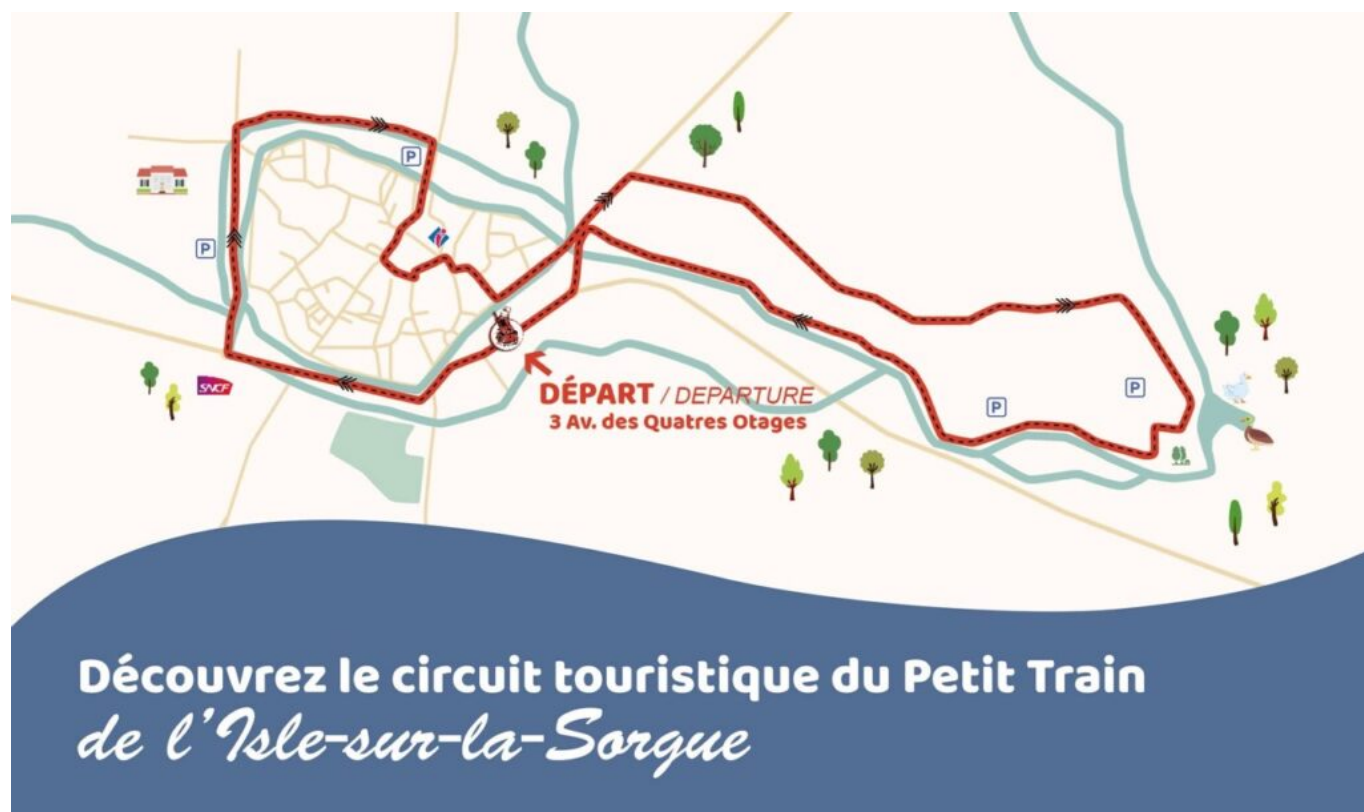 P
P
SNCF
DÉPART / DEPARTURE
3 Av. des Quatres Otages
P
P
Découvrez le circuit touristique du Petit Train
de l'Isle-sur-la-Sorgue